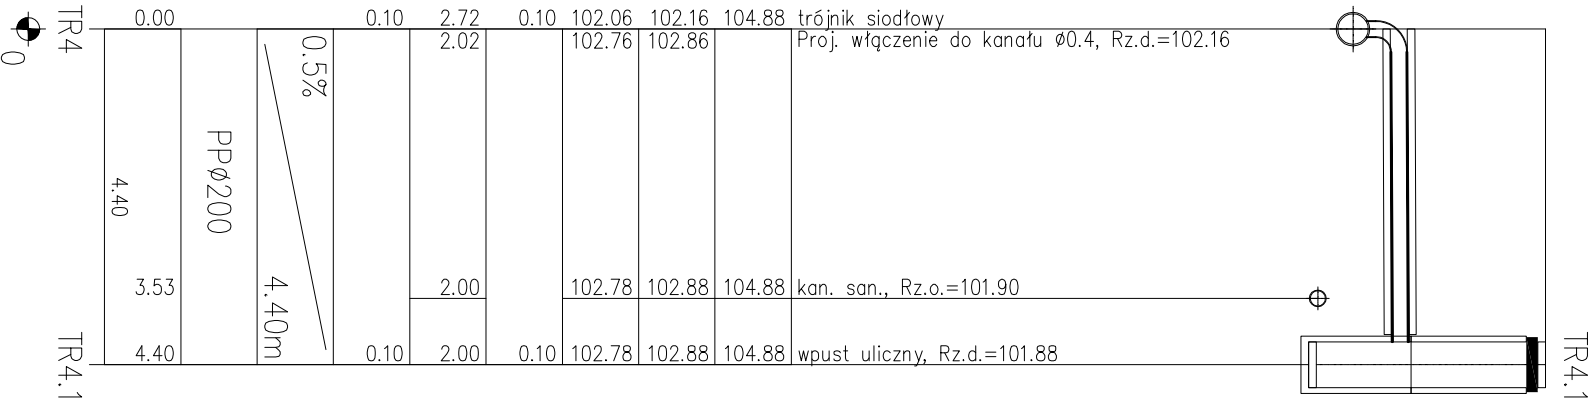 TR4
0.00
0.10
2.72
0.10
102.06
102.16
104.88
trójnik siodłowy
2.02
102.76
102.86
Proj. włączenie do kanału ø0.4, Rz.d.=102.16
0
0.5%
PPø200
4.40
4.40m
3.53
2.00
102.78
102.88
104.88
kan. san., Rz.o.=101.90
TR4.1
4.40
0.10
2.00
0.10
102.78
102.88
104.88
wpust uliczny, Rz.d.=101.88
TR4.1